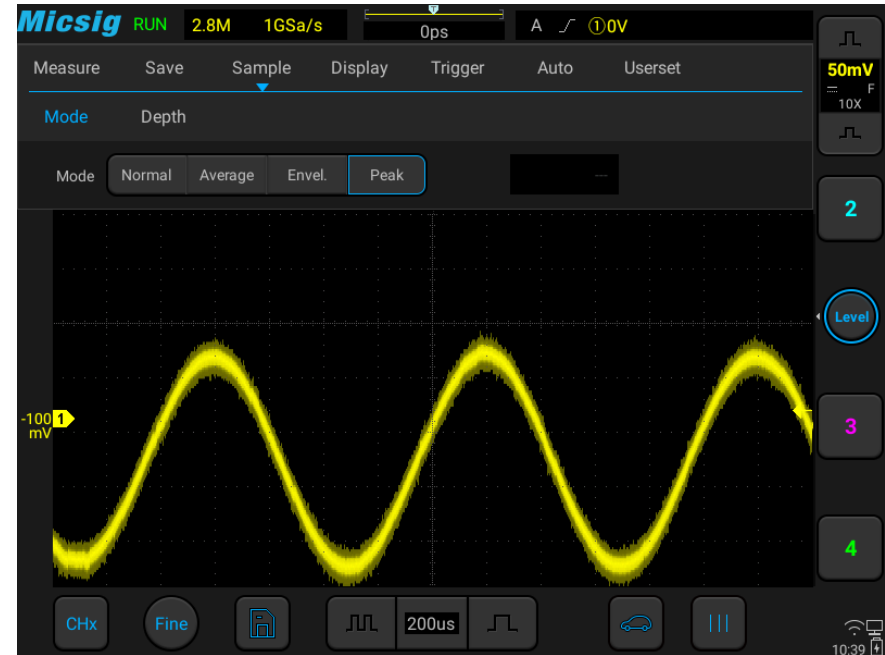 Micsig RUN 2.8M 1GSa/s 0ps A ①0V
Measure Save Sample Display Trigger Auto Userset
50mV
F
10X
Mode Depth
Mode Normal Average Envel. Peak ---
2
Level
-100 1
mV
3
4
CHx Fine 200us
10:39